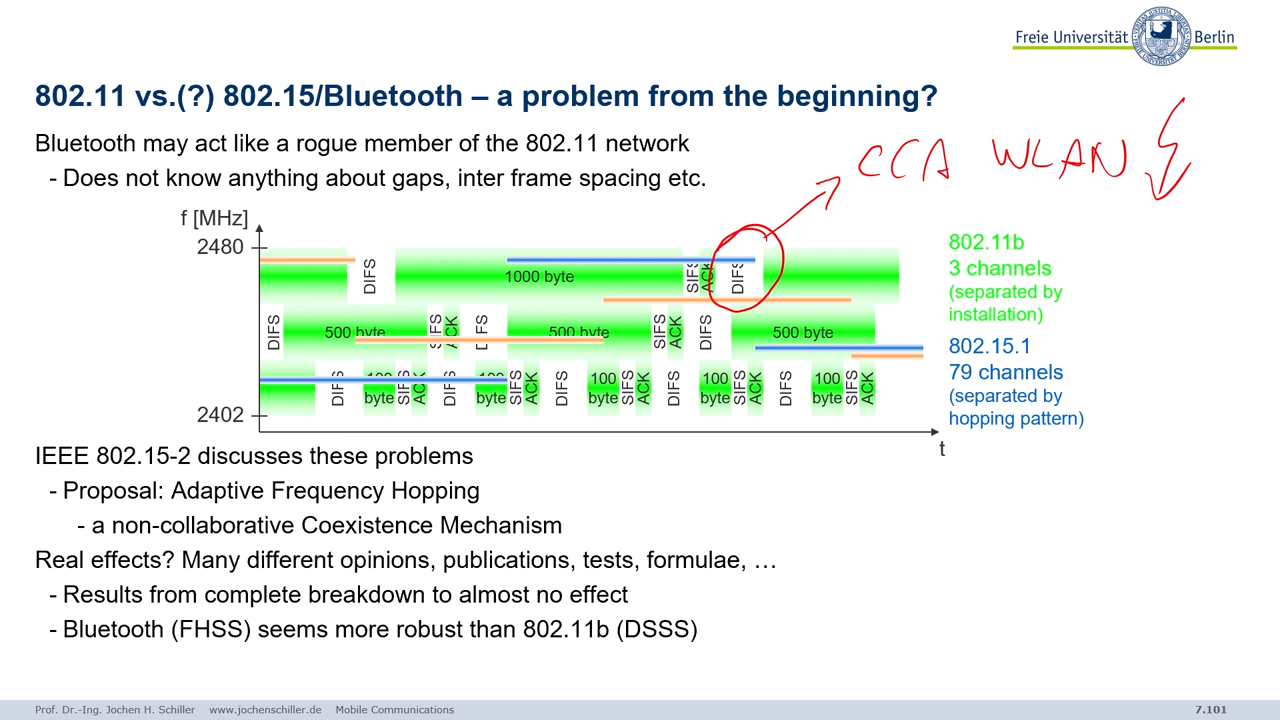 Freie Universität Berlin
802.11 vs.(?) 802.15/Bluetooth – a problem from the beginning?
Bluetooth may act like a rogue member of the 802.11 network
- Does not know anything about gaps, inter frame spacing etc.
CCA WLAN
f [MHz]
2480
DIFS
1000 byte
SIFS
ACK
DIFS
802.11b
3 channels
(separated by
installation)
DIFS
500 byte
SIFS
ACK
DIFS
500 byte
SIFS
ACK
DIFS
500 byte
802.15.1
79 channels
(separated by
hopping pattern)
DIFS
100
byte
SIFS
ACK
DIFS
100
byte
SIFS
ACK
DIFS
100
byte
SIFS
ACK
DIFS
100
byte
SIFS
ACK
DIFS
100
byte
SIFS
ACK
2402
t
IEEE 802.15-2 discusses these problems
- Proposal: Adaptive Frequency Hopping
- a non-collaborative Coexistence Mechanism
Real effects? Many different opinions, publications, tests, formulae, …
- Results from complete breakdown to almost no effect
- Bluetooth (FHSS) seems more robust than 802.11b (DSSS)
Prof. Dr.-Ing. Jochen H. Schiller www.jochenschiller.de Mobile Communications
7.101